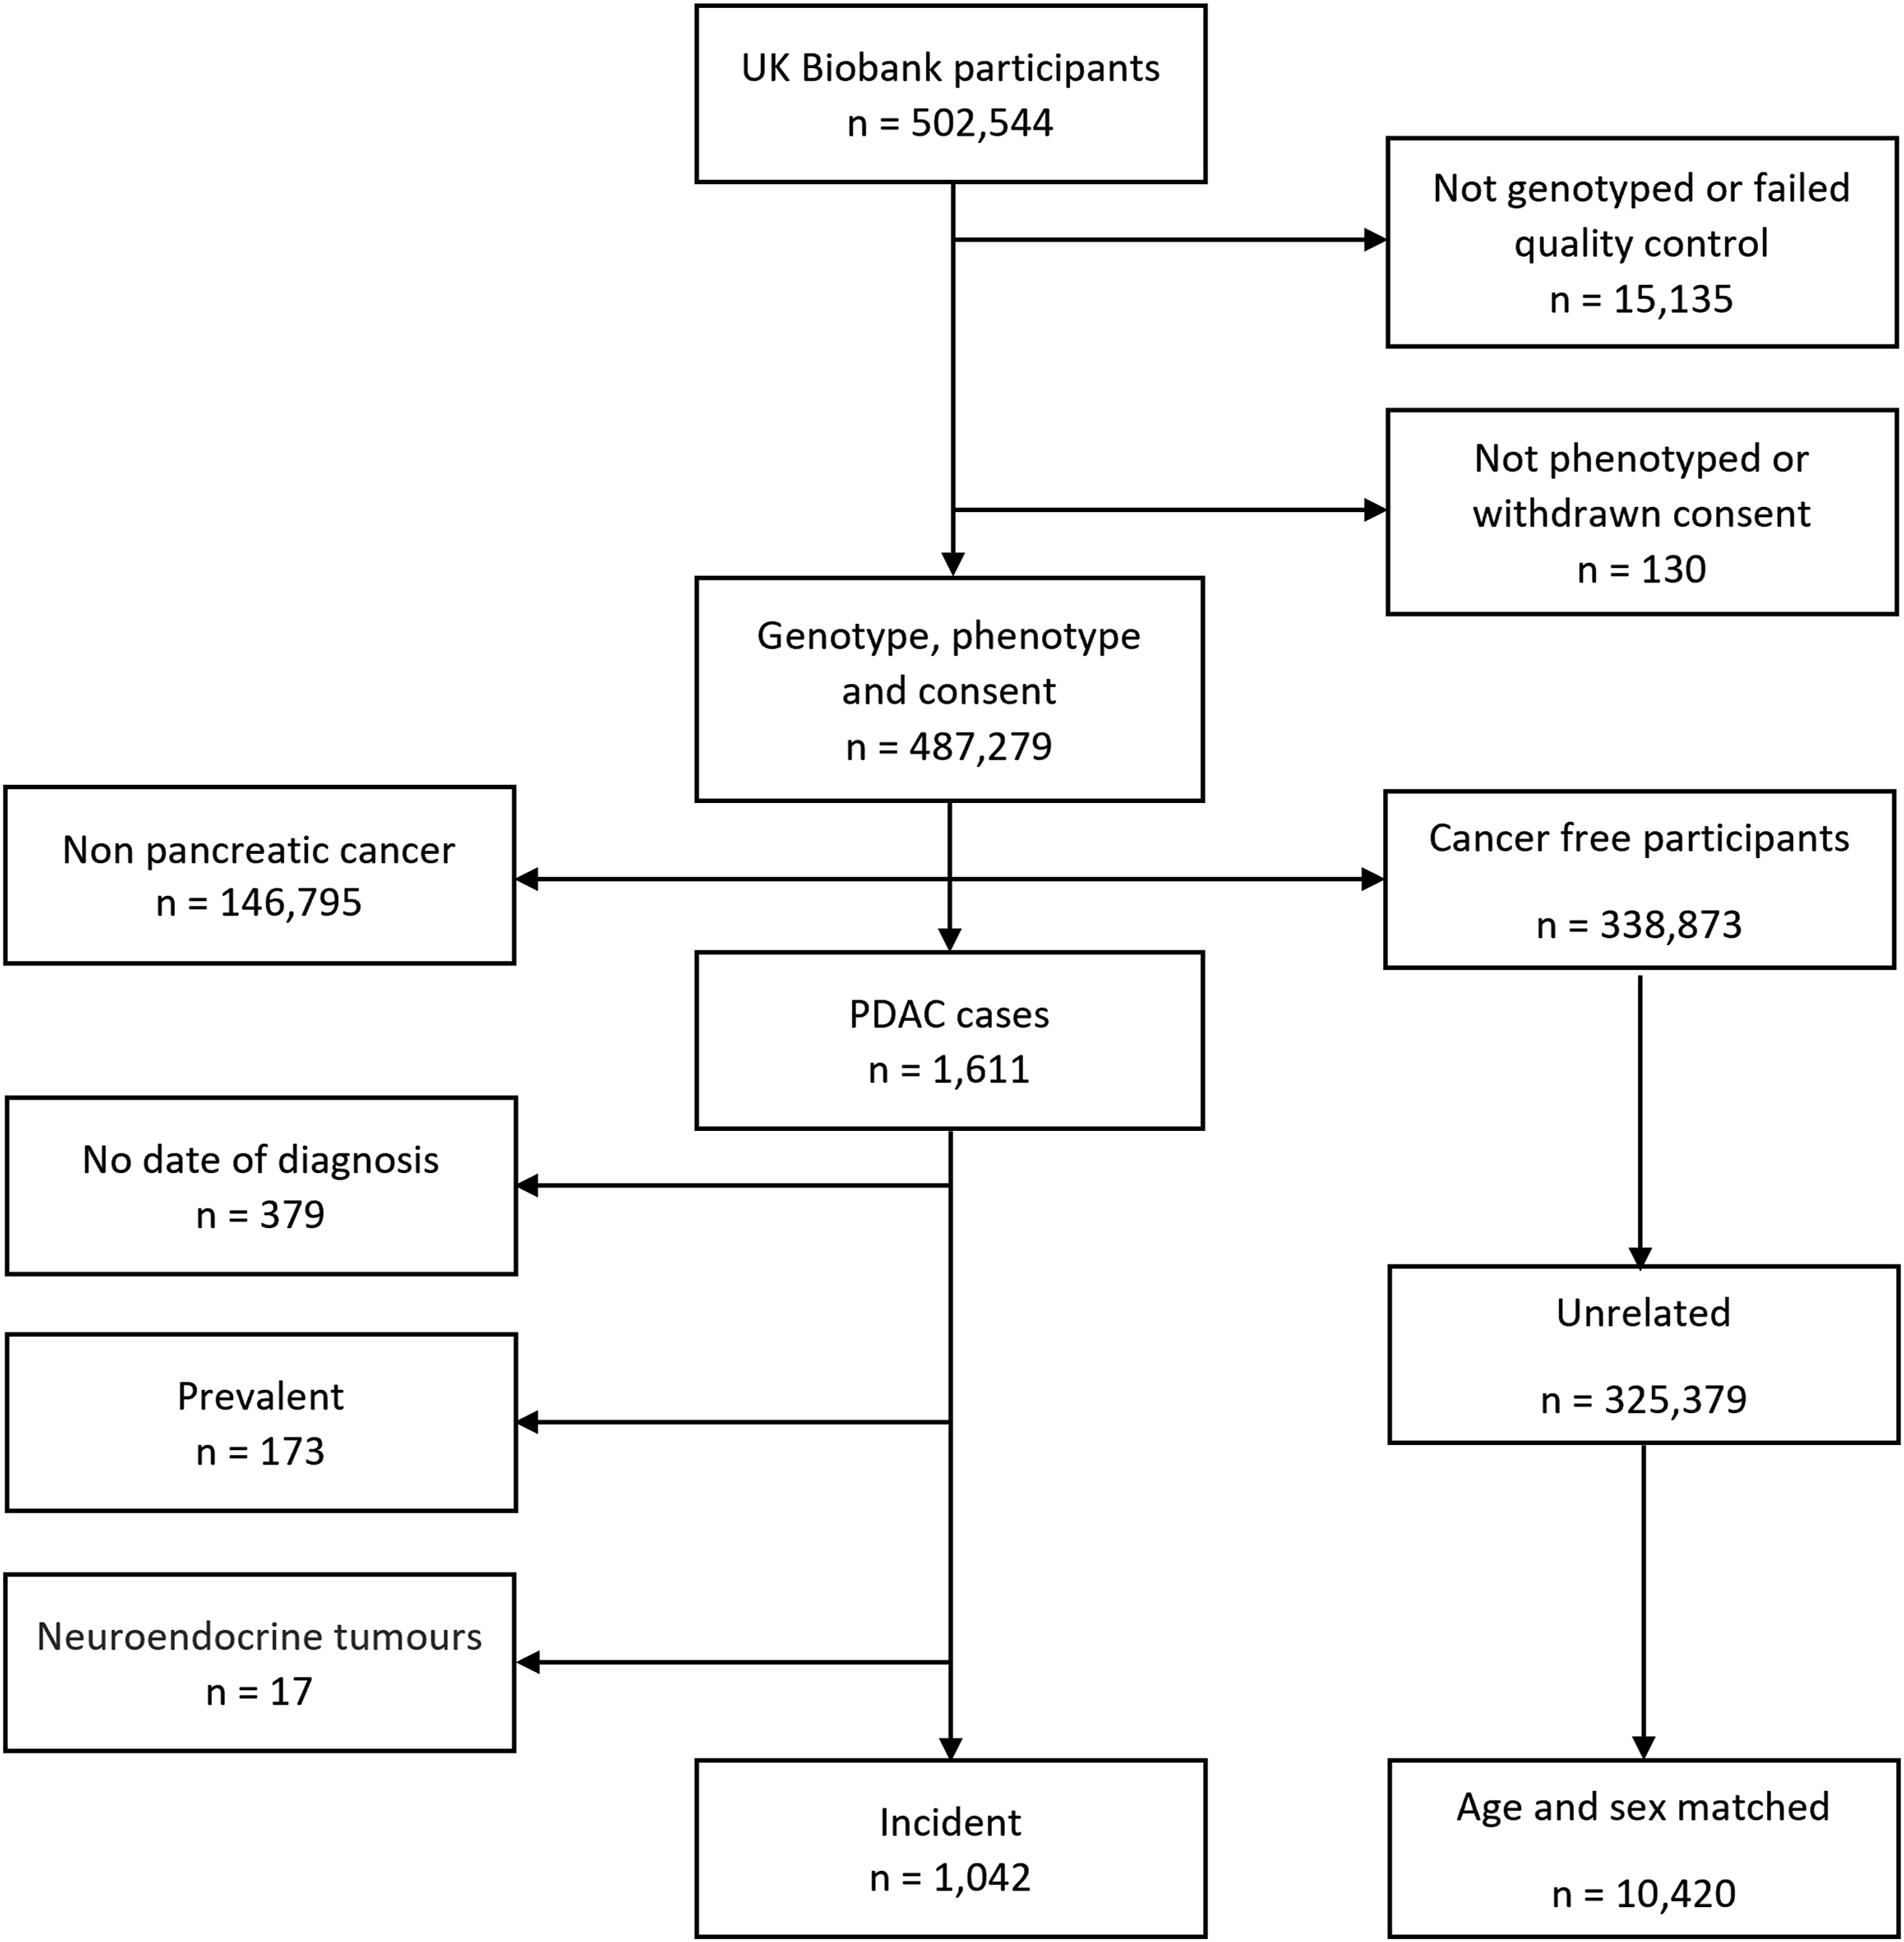 UK Biobank participants
n = 502,544
Not genotyped or failed
quality control
n = 15,135
Not phenotyped or
withdrawn consent
n = 130
Genotype, phenotype
and consent
n = 487,279
Non pancreatic cancer
n = 146,795
Cancer free participants
n = 338,873
PDAC cases
n = 1,611
No date of diagnosis
n = 379
Unrelated
n = 325,379
Prevalent
n = 173
Neuroendocrine tumours
n = 17
Incident
n = 1,042
Age and sex matched
n = 10,420